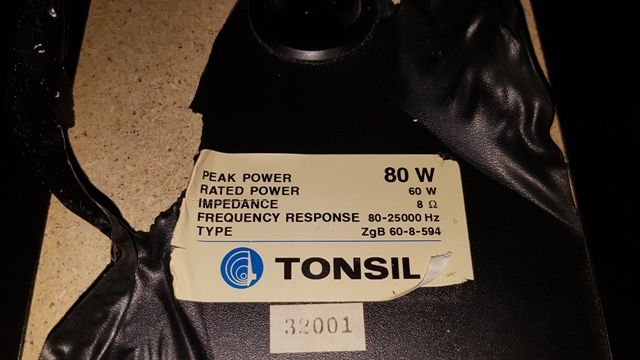 PEAK POWER 80 W
RATED POWER 60 W
IMPEDANCE 8 Ω
FREQUENCY RESPONSE 80-25000 Hz
TYPE ZgB 60-8-594
TONSIL
32001